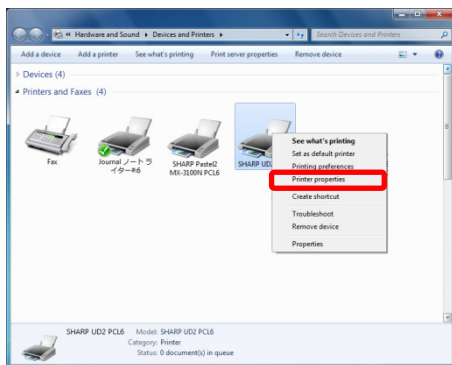 « Hardware and Sound ▸ Devices and Printers ▸
Search Devices and Printers
Add a device Add a printer See what's printing Print server properties Remove device
Devices (4)
Printers and Faxes (4)
Fax
Journal ノート ラ
イター#6
SHARP Pastel2
MX-3100N
PCL6
SHARP UD2
See what's printing
Set as default printer
Printing preferences
Printer properties
Create shortcut
Troubleshoot
Remove device
Properties
SHARP UD2 PCL6 Model: SHARP UD2 PCL6
Category: Printer
Status: 0 document(s) in queue